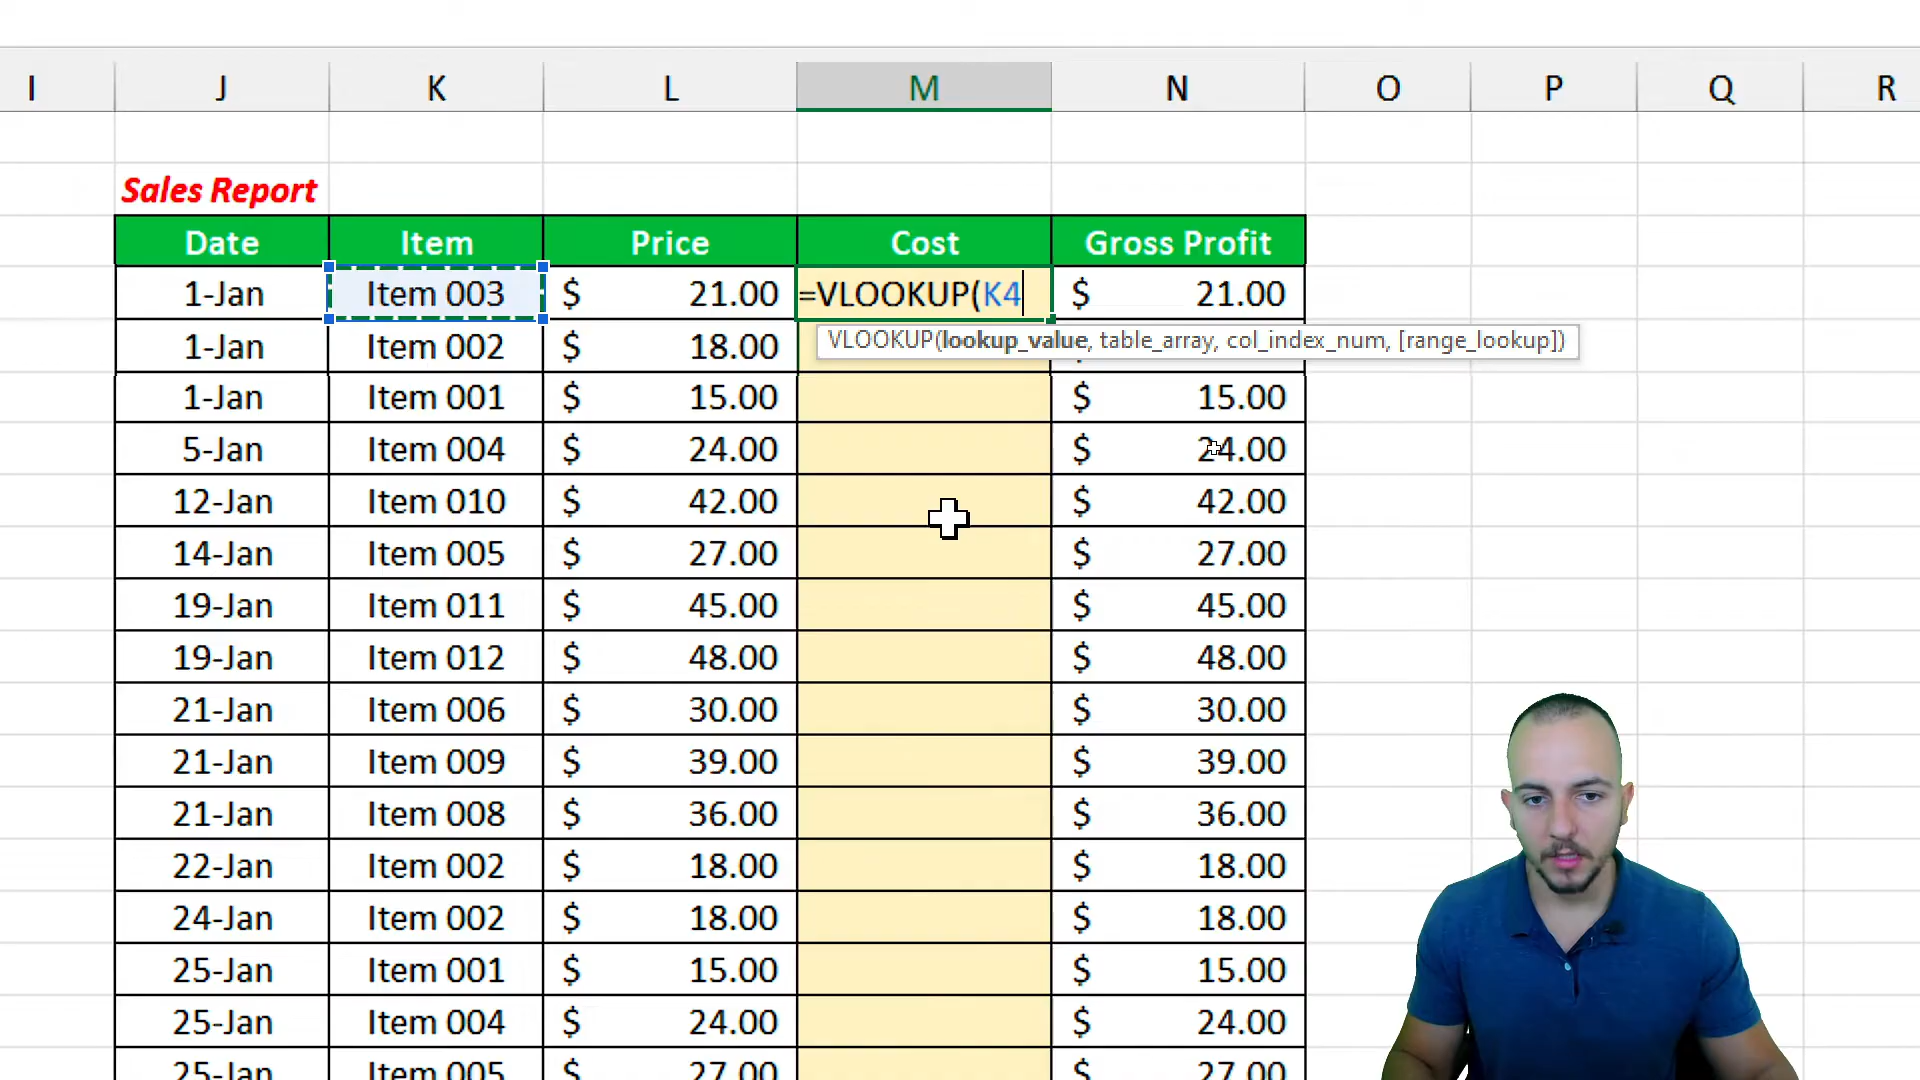 I J K L M N O P Q R
Sales Report
Date Item Price Cost Gross Profit
1-Jan Item 003 $ 21.00 =VLOOKUP(K4 $ 21.00
1-Jan Item 002 $ 18.00 VLOOKUP(lookup_value, table_array, col_index_num, [range_lookup])
1-Jan Item 001 $ 15.00 $ 15.00
5-Jan Item 004 $ 24.00 $ 24.00
12-Jan Item 010 $ 42.00 $ 42.00
14-Jan Item 005 $ 27.00 $ 27.00
19-Jan Item 011 $ 45.00 $ 45.00
19-Jan Item 012 $ 48.00 $ 48.00
21-Jan Item 006 $ 30.00 $ 30.00
21-Jan Item 009 $ 39.00 $ 39.00
21-Jan Item 008 $ 36.00 $ 36.00
22-Jan Item 002 $ 18.00 $ 18.00
24-Jan Item 002 $ 18.00 $ 18.00
25-Jan Item 001 $ 15.00 $ 15.00
25-Jan Item 004 $ 24.00 $ 24.00
25-Jan Item 005 $ 27.00 $ 27.00